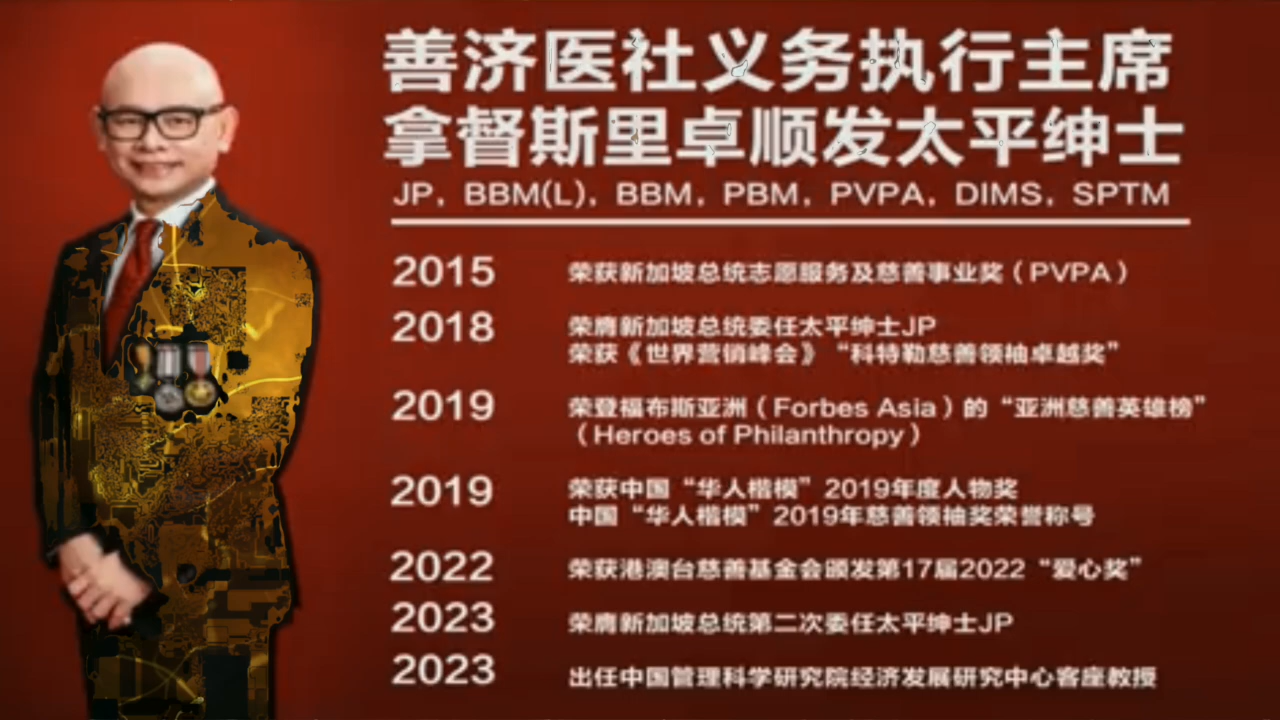 善济医社义务执行主席
拿督斯里卓顺发太平绅士
JP, BBM(L), BBM, PBM, PVPA, DIMS, SPTM
2015 荣获新加坡总统志愿服务及慈善事业奖（PVPA）
2018 荣膺新加坡总统委任太平绅士JP
荣获《世界营销峰会》“科特勒慈善领袖卓越奖”
2019 荣登福布斯亚洲（Forbes Asia）的“亚洲慈善英雄榜”
（Heroes of Philanthropy）
2019 荣获中国“华人楷模”2019年度人物奖
中国“华人楷模”2019年慈善领袖奖荣誉称号
2022 荣获港澳台慈善基金会颁发第17届2022“爱心奖”
2023 荣膺新加坡总统第二次委任太平绅士JP
2023 出任中国管理科学研究院经济发展研究中心客座教授